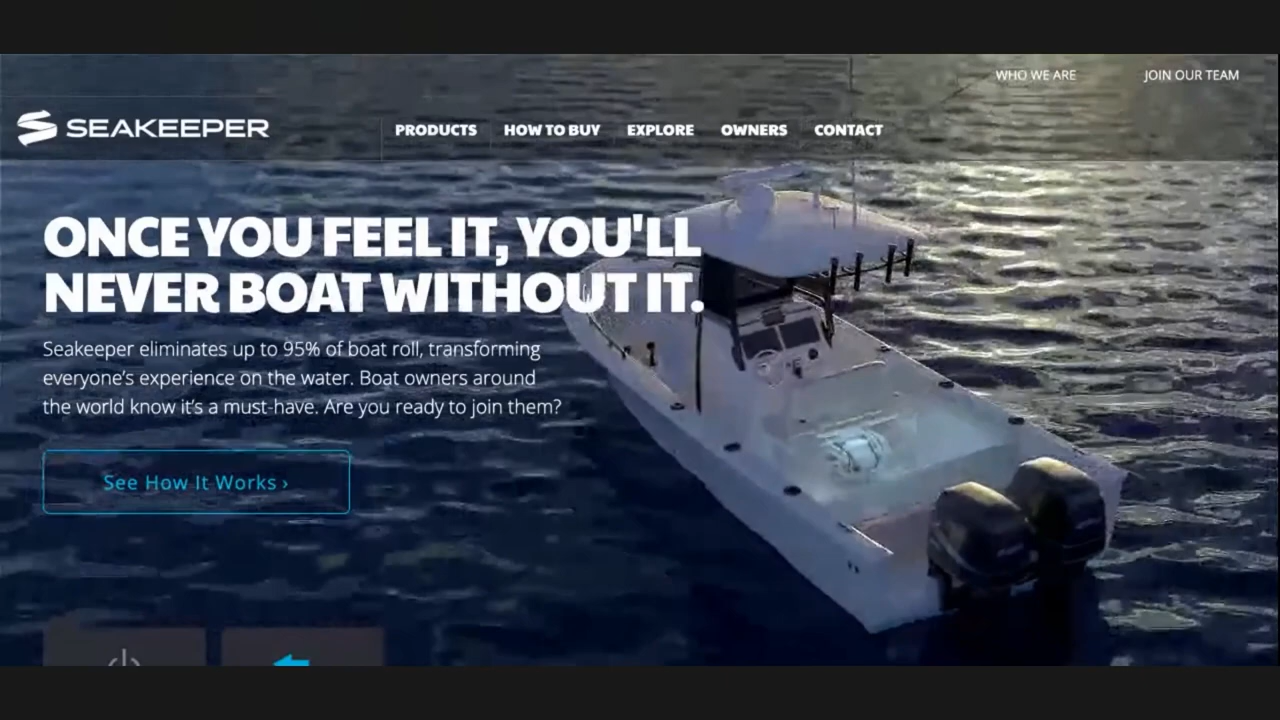 WHO WE ARE
JOIN OUR TEAM
SEAKEEPER
PRODUCTS
HOW TO BUY
EXPLORE
OWNERS
CONTACT
ONCE YOU FEEL IT, YOU'LL
NEVER BOAT WITHOUT IT.
Seakeeper eliminates up to 95% of boat roll, transforming
everyone’s experience on the water. Boat owners around
the world know it’s a must-have. Are you ready to join them?
See How It Works ›